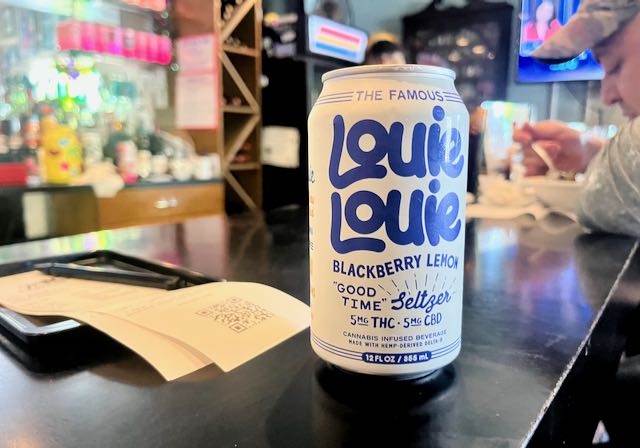 THE FAMOUS
Louie
Louie
BLACKBERRY LEMON
"GOOD
TIME" Seltzer
5MG THC · 5MG CBD
CANNABIS INFUSED BEVERAGE
MADE WITH HEMP-DERIVED DELTA-9
12 FL OZ / 355 mL